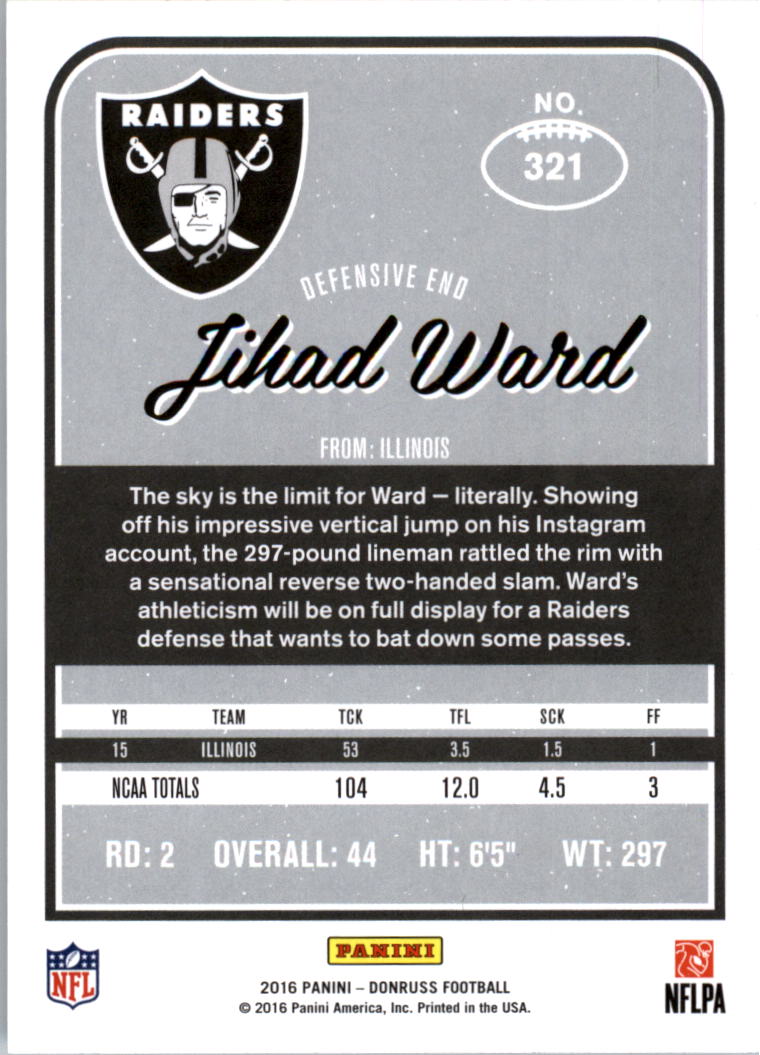 RAIDERS
NO.
321
DEFENSIVE END
Jihad Ward
FROM: ILLINOIS
The sky is the limit for Ward – literally. Showing
off his impressive vertical jump on his Instagram
account, the 297-pound lineman rattled the rim with
a sensational reverse two-handed slam. Ward's
athleticism will be on full display for a Raiders
defense that wants to bat down some passes.
YR TEAM TCK TFL SCK FF
15 ILLINOIS 53 3.5 1.5 1
NCAA TOTALS 104 12.0 4.5 3
RD: 2 OVERALL: 44 HT: 6'5" WT: 297
NFL
PANINI
2016 PANINI – DONRUSS FOOTBALL
© 2016 Panini America, Inc. Printed in the USA.
NFLPA